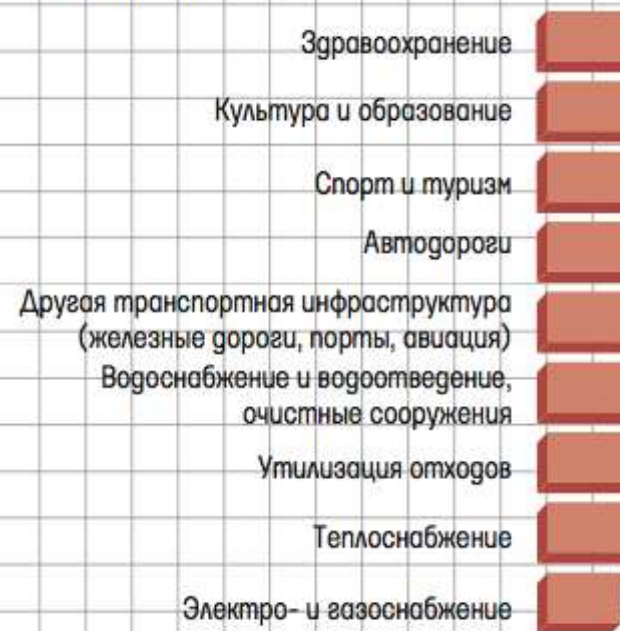 Здравоохранение
Культура и образование
Спорт и туризм
Автодороги
Другая транспортная инфраструктура
(железные дороги, порты, авиация)
Водоснабжение и водоотведение,
очистные сооружения
Утилизация отходов
Теплоснабжение
Электро- и газоснабжение